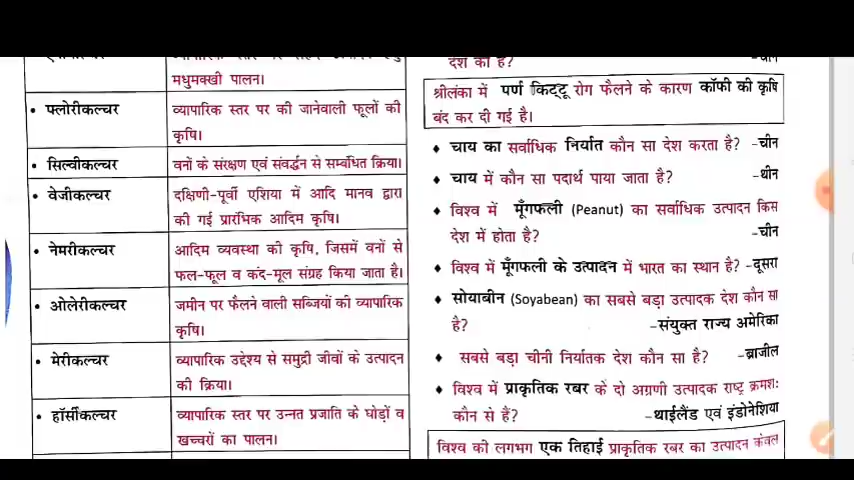 मधुमक्खी पालन।
• फ्लोरीकल्चर
व्यापारिक स्तर पर की जानेवाली फूलों की
कृषि।
• सिल्वीकल्चर
वनों के संरक्षण एवं संवर्द्धन से सम्बंधित क्रिया।
• वेजीकल्चर
दक्षिणी-पूर्वी एशिया में आदि मानव द्वारा
की गई प्रारंभिक आदिम कृषि।
• नेमरीकल्चर
आदिम व्यवस्था की कृषि, जिसमें वनों से
फल-फूल व कंद-मूल संग्रह किया जाता है।
• ओलेरीकल्चर
जमीन पर फैलने वाली सब्जियों की व्यापारिक
कृषि।
• मेरीकल्चर
व्यापारिक उद्देश्य से समुद्री जीवों के उत्पादन
की क्रिया।
• हॉर्सीकल्चर
व्यापारिक स्तर पर उन्नत प्रजाति के घोड़ों व
खच्चरों का पालन।
देश की है? -चीन
श्रीलंका में पर्ण किट्टू रोग फैलने के कारण कॉफी की कृषि
बंद कर दी गई है।
♦ चाय का सर्वाधिक निर्यात कौन सा देश करता है? -चीन
♦ चाय में कौन सा पदार्थ पाया जाता है? -थीन
♦ विश्व में मूँगफली (Peanut) का सर्वाधिक उत्पादन किस
देश में होता है? -चीन
♦ विश्व में मूँगफली के उत्पादन में भारत का स्थान है? -दूसरा
♦ सोयाबीन (Soyabean) का सबसे बड़ा उत्पादक देश कौन सा
है? -संयुक्त राज्य अमेरिका
♦ सबसे बड़ा चीनी निर्यातक देश कौन सा है? -ब्राजील
♦ विश्व में प्राकृतिक रबर के दो अग्रणी उत्पादक राष्ट्र क्रमशः
कौन से हैं? -थाईलैंड एवं इंडोनेशिया
विश्व को लगभग एक तिहाई प्राकृतिक रबर का उत्पादन केवल